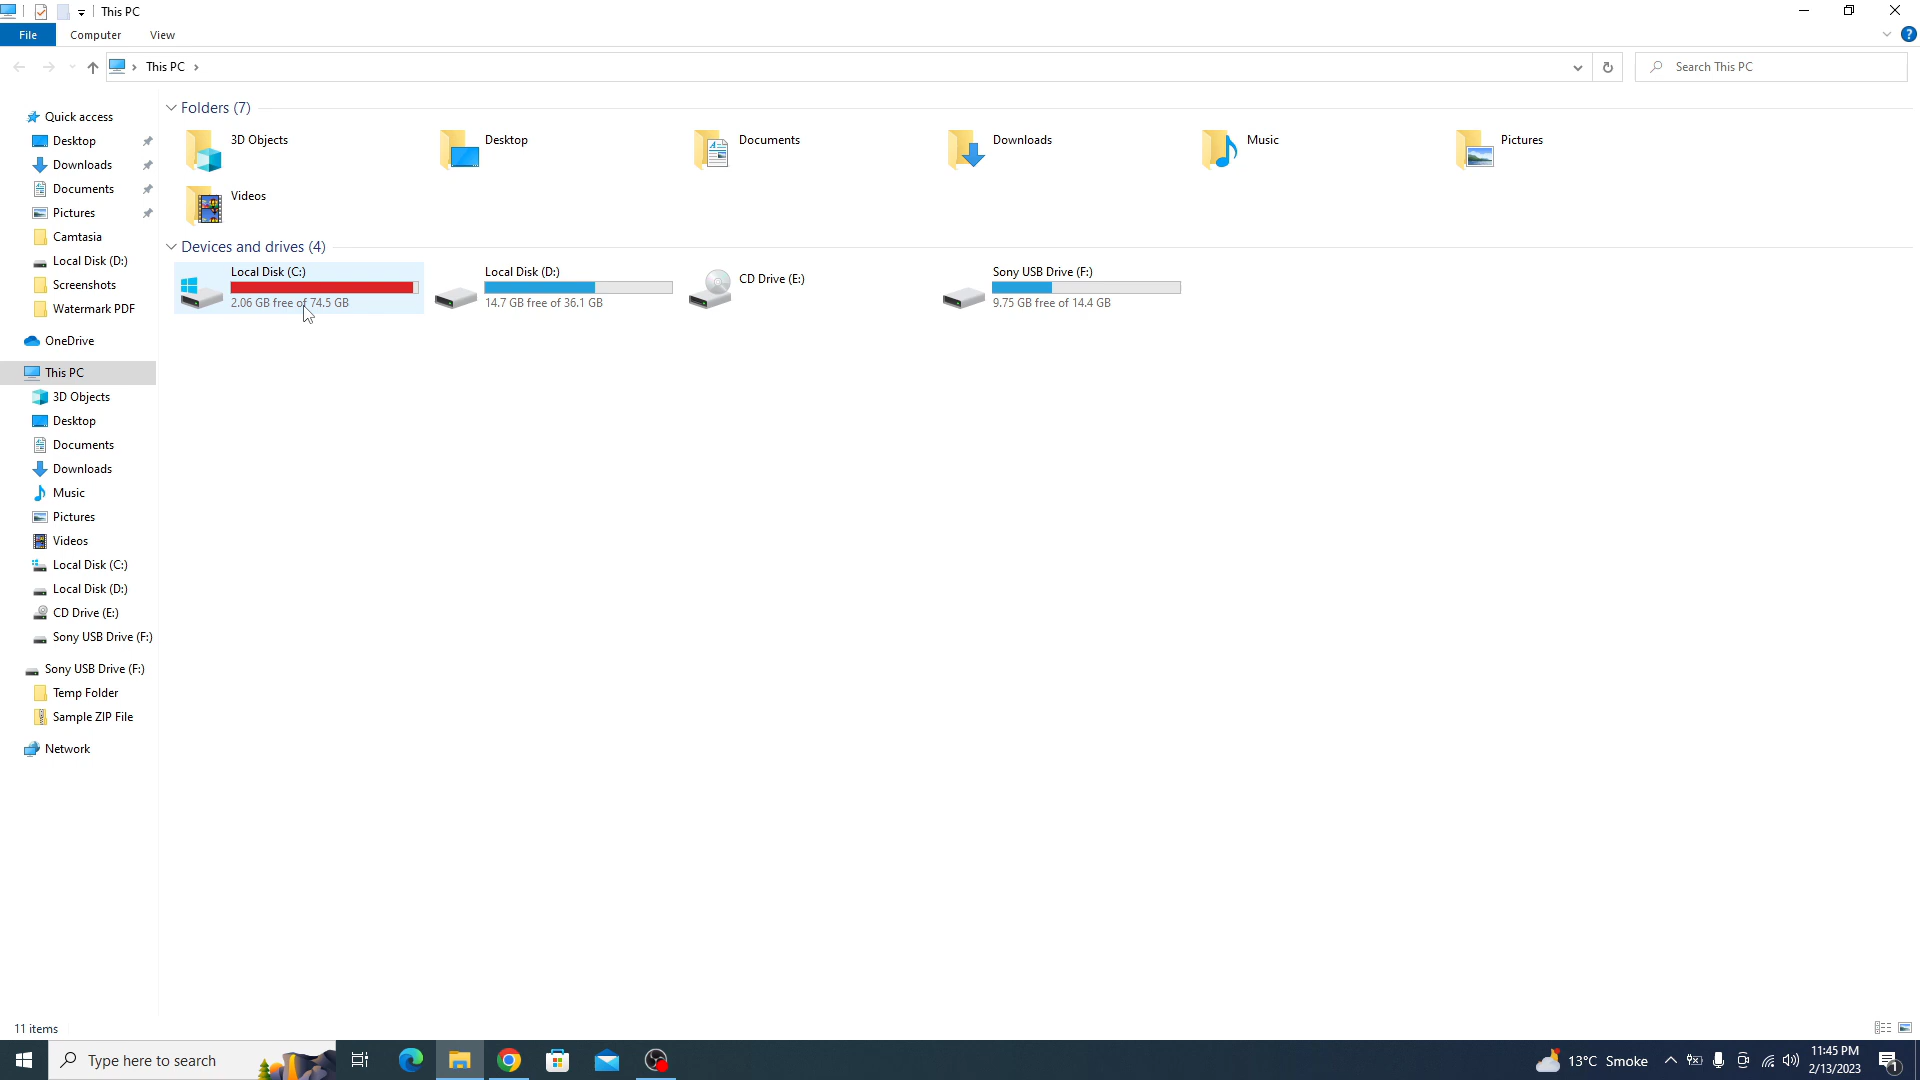 This PC
File Computer View
This PC
Search This PC
Quick access
Desktop
Downloads
Documents
Pictures
Camtasia
Local Disk (D:)
Screenshots
Watermark PDF
OneDrive
This PC
3D Objects
Desktop
Documents
Downloads
Music
Pictures
Videos
Local Disk (C:)
Local Disk (D:)
CD Drive (E:)
Sony USB Drive (F:)
Sony USB Drive (F:)
Temp Folder
Sample ZIP File
Network
Folders (7)
3D Objects
Desktop
Documents
Downloads
Music
Pictures
Videos
Devices and drives (4)
Local Disk (C:)
2.06 GB free of 74.5 GB
Local Disk (D:)
14.7 GB free of 36.1 GB
CD Drive (E:)
Sony USB Drive (F:)
9.75 GB free of 14.4 GB
11 items
Type here to search
13°C Smoke
11:45 PM
2/13/2023
1